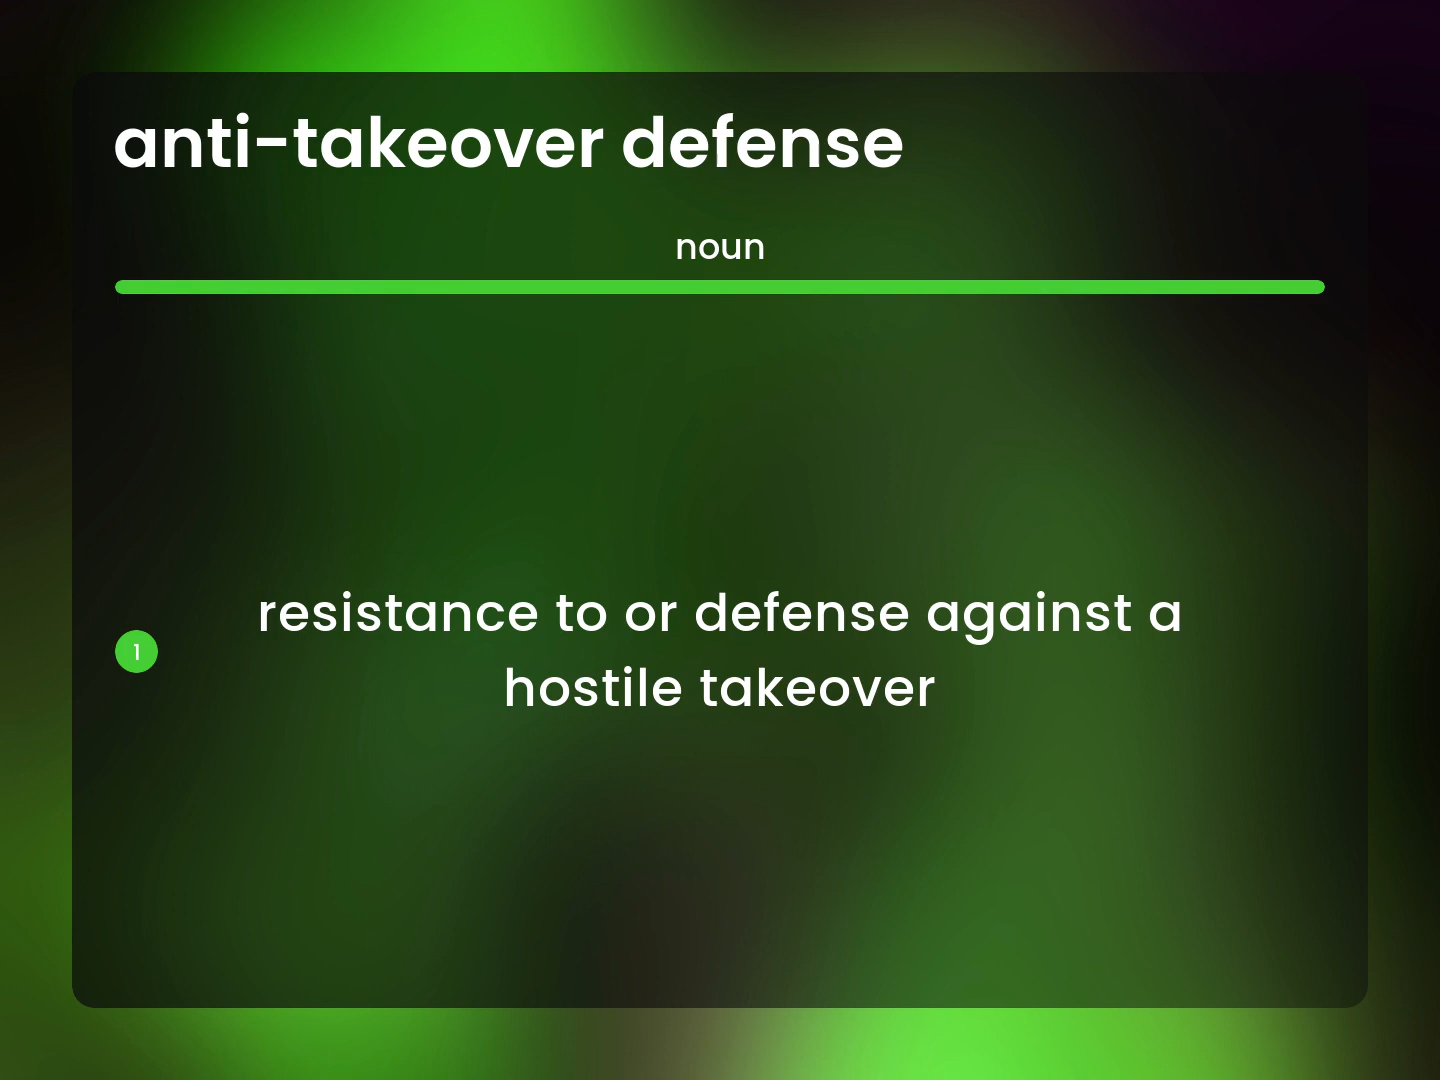 anti-takeover defense
noun
1
resistance to or defense against a
hostile takeover